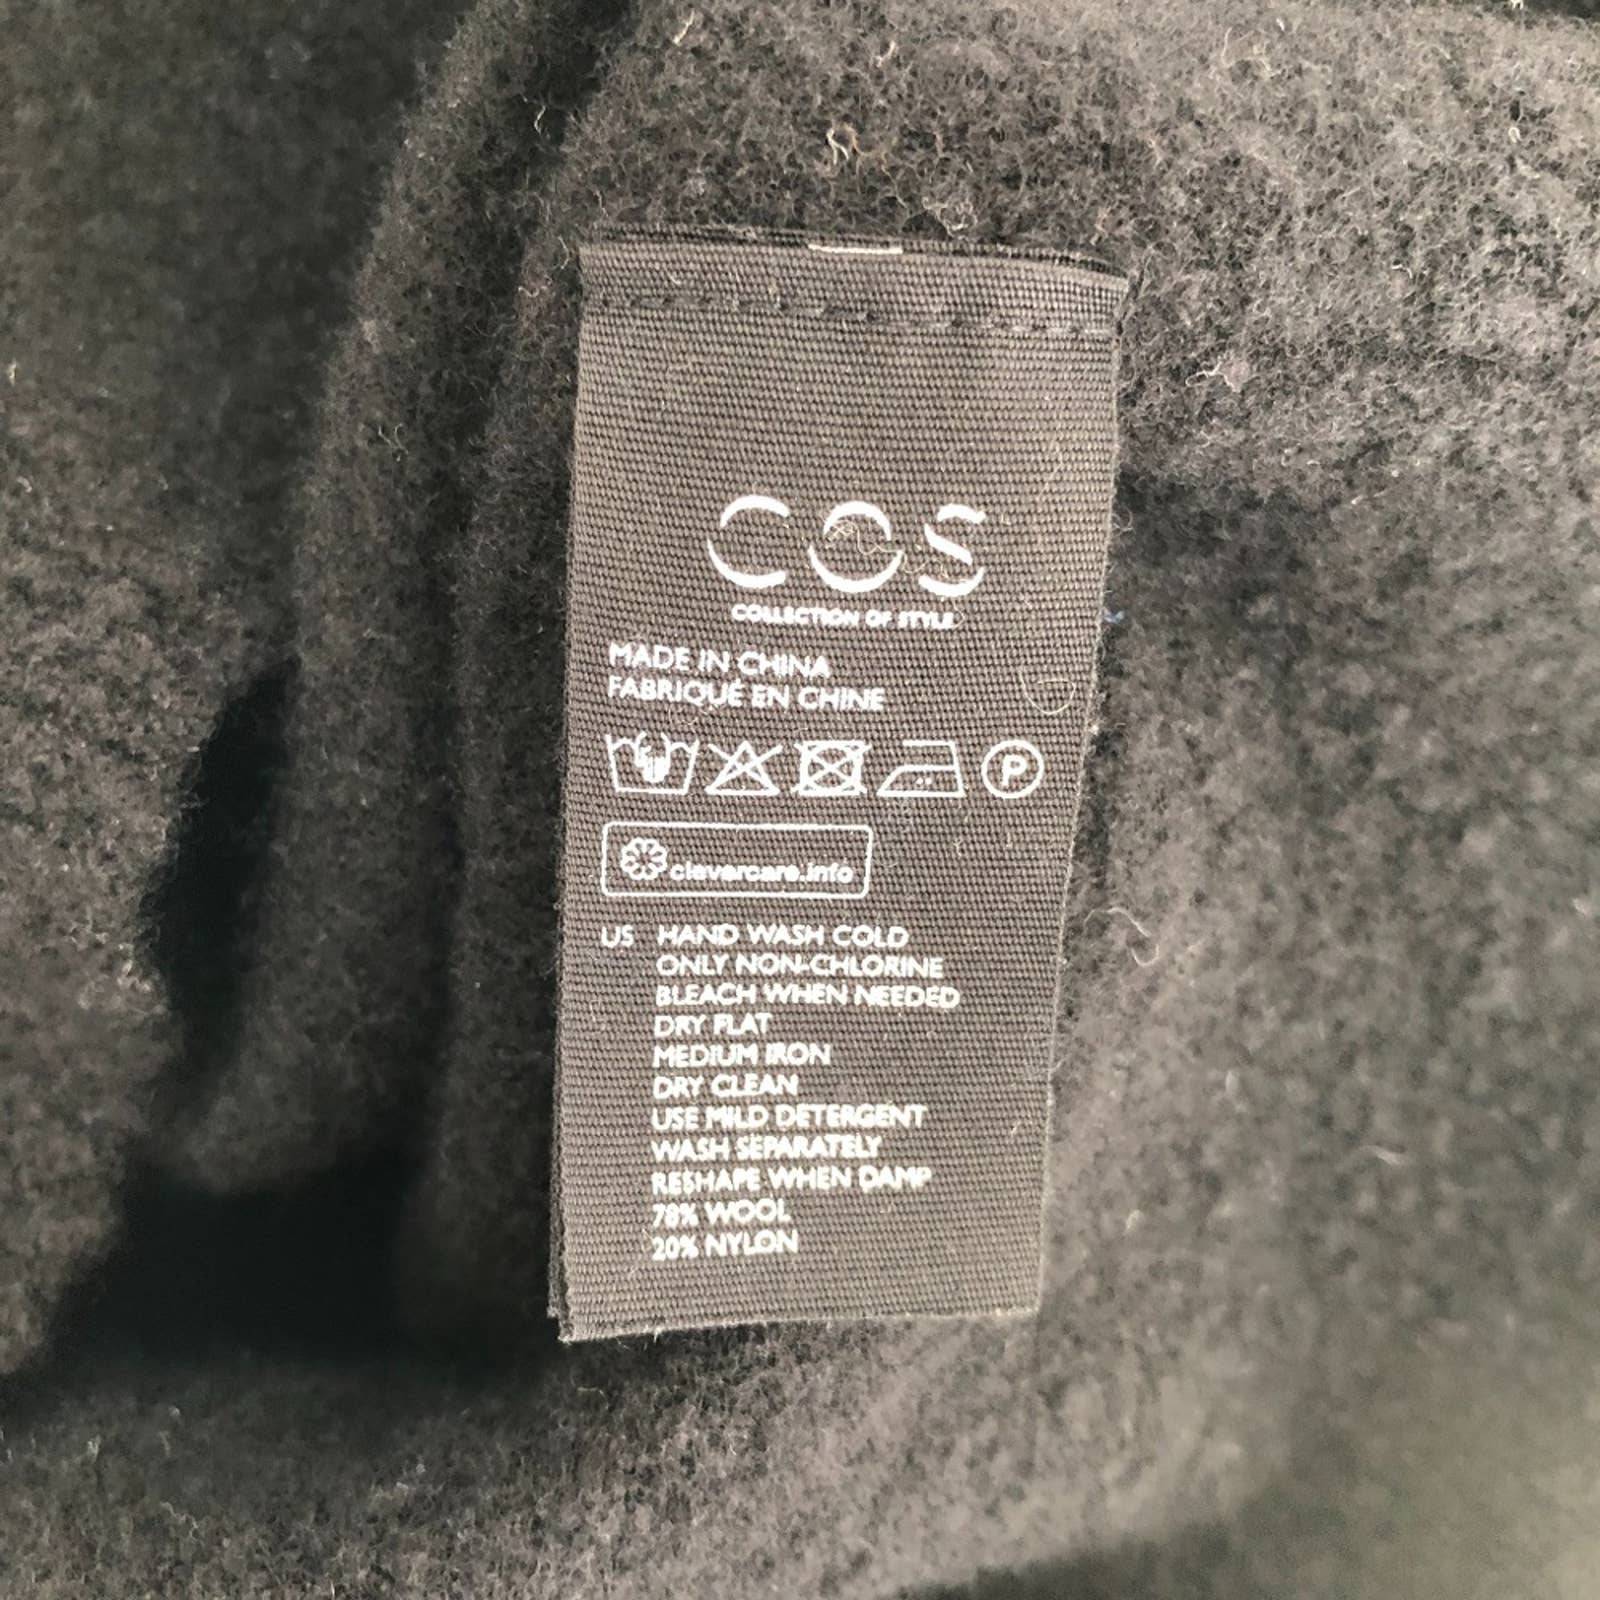 COS
COLLECTION OF STYLE
MADE IN CHINA
FABRIQUÉ EN CHINE
P
clevercare.info
US HAND WASH COLD
ONLY NON-CHLORINE
BLEACH WHEN NEEDED
DRY FLAT
MEDIUM IRON
DRY CLEAN
USE MILD DETERGENT
WASH SEPARATELY
RESHAPE WHEN DAMP
WOOL
20% NYLON